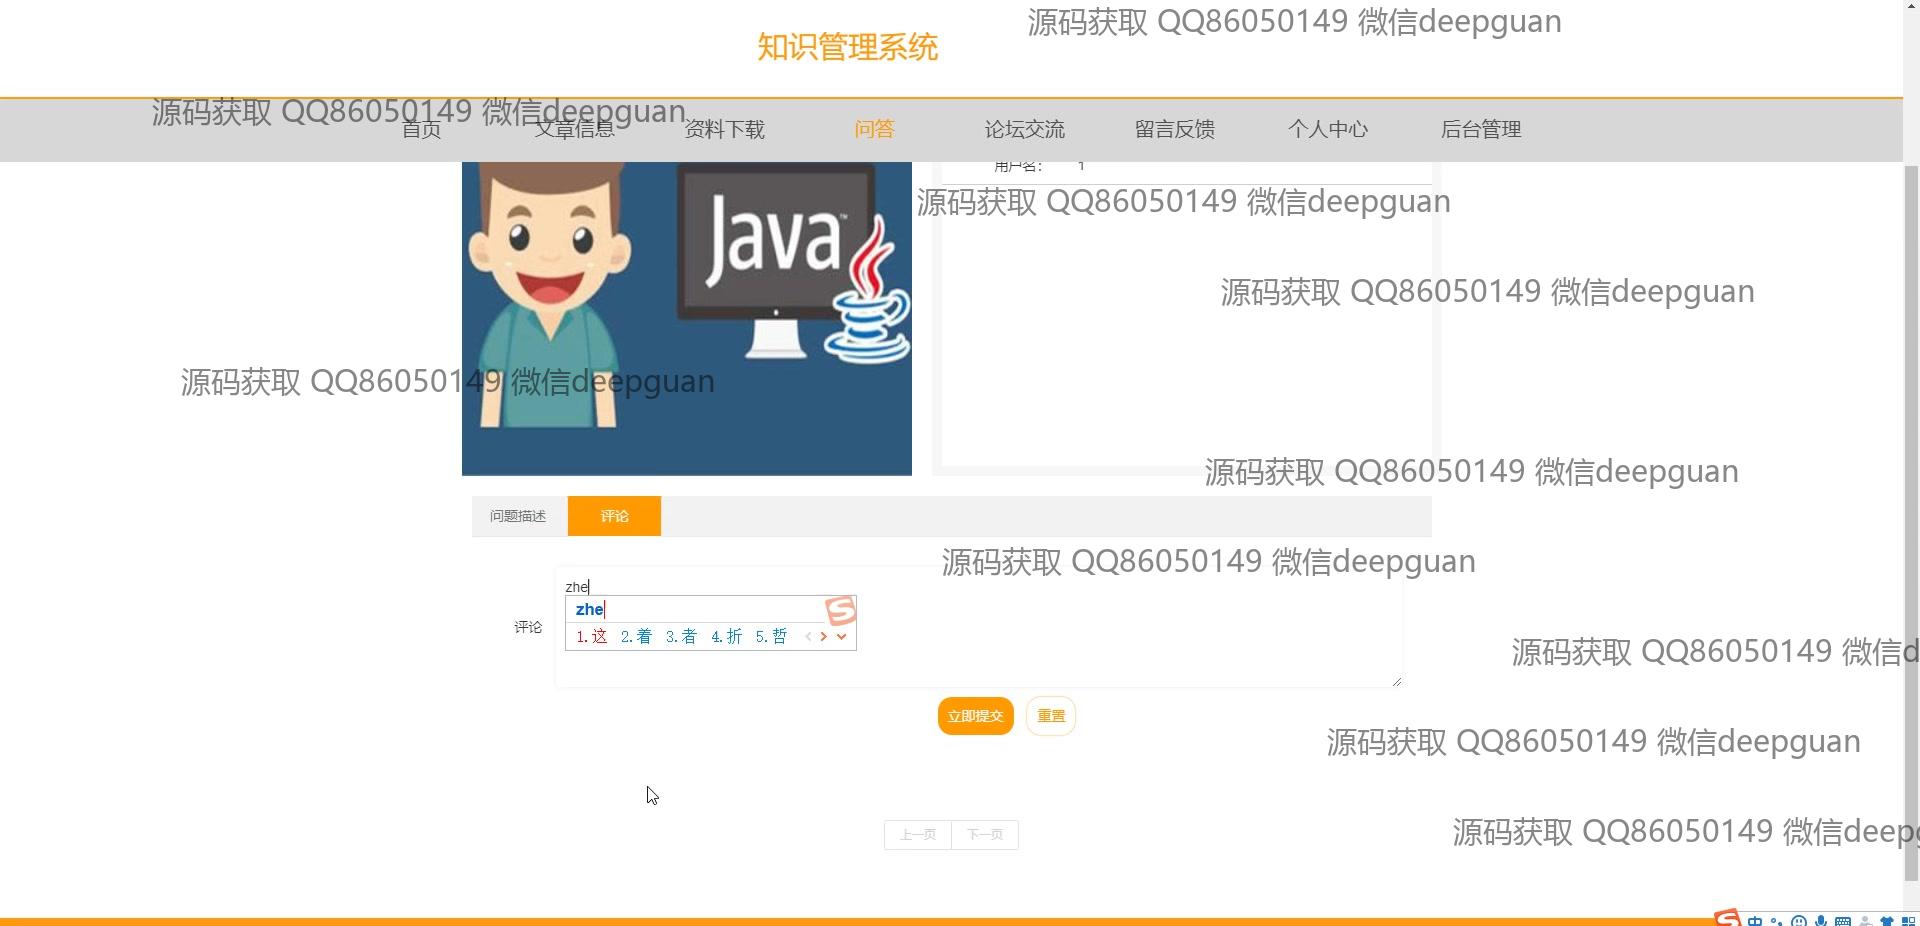 源码获取 QQ86050149 微信deepguan
知识管理系统
源码获取 QQ86050149 微信deepguan
首页 文章信息 资料下载 问答 论坛交流 留言反馈 个人中心 后台管理
用户名： 1
源码获取 QQ86050149 微信deepguan
Java™
源码获取 QQ86050149 微信deepguan
源码获取 QQ86050149 微信deepguan
源码获取 QQ86050149 微信deepguan
问题描述 评论
源码获取 QQ86050149 微信deepguan
zhe
zhe
评论
1.这 2.着 3.者 4.折 5.哲
源码获取 QQ86050149 微信d
立即提交 重置
源码获取 QQ86050149 微信deepguan
上一页 下一页
源码获取 QQ86050149 微信deepg
中